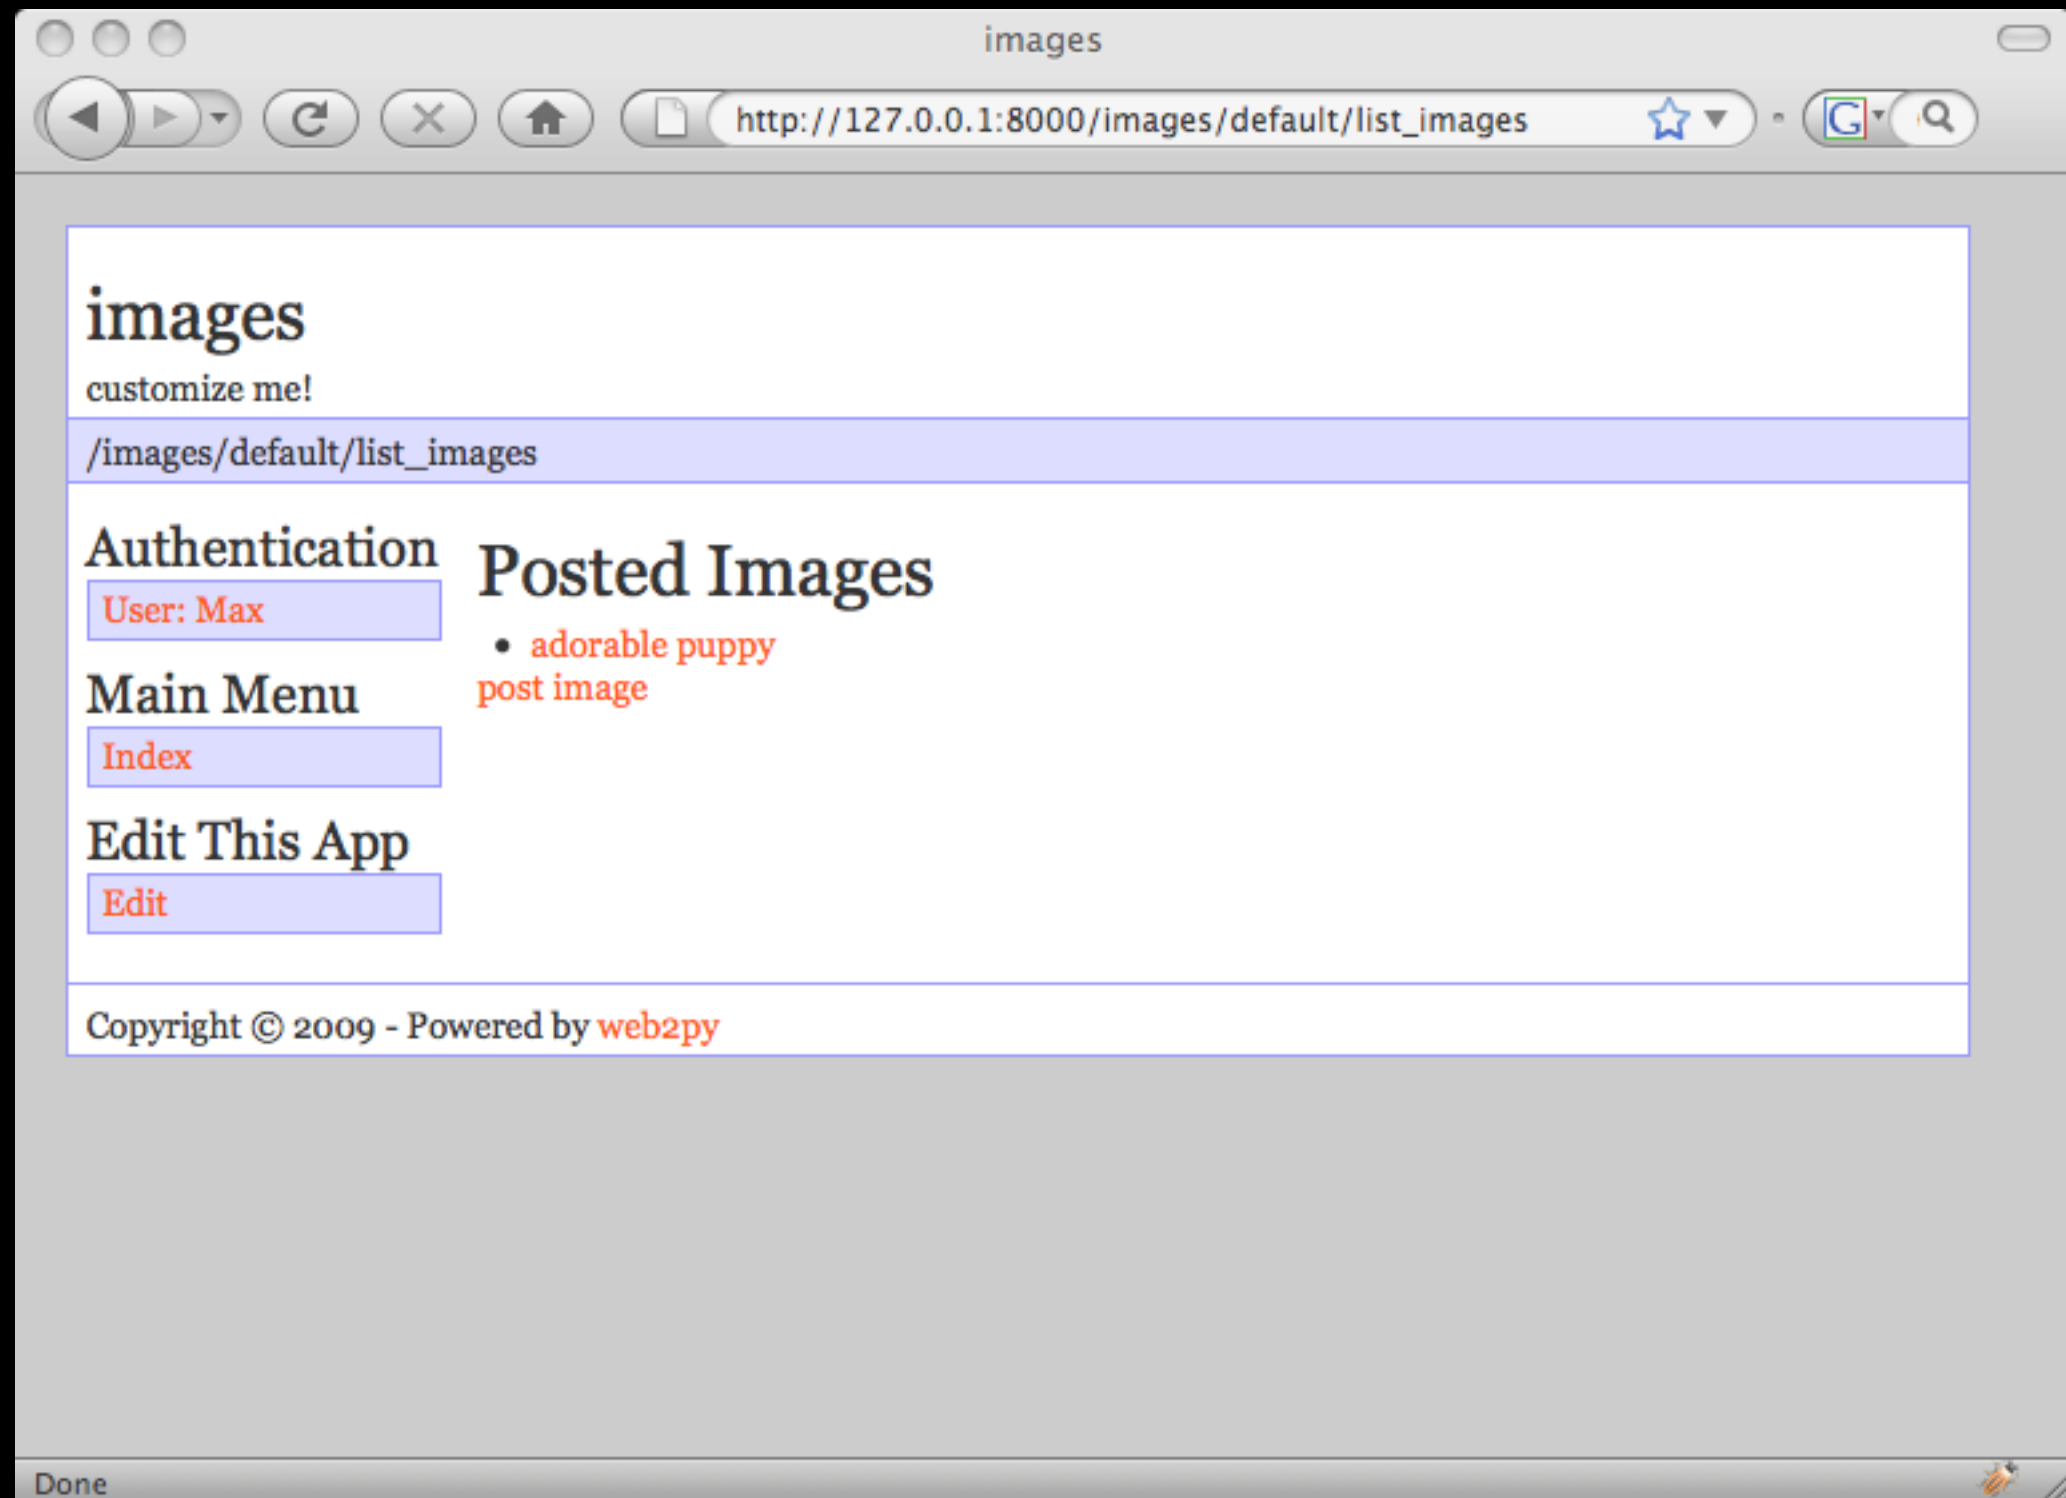 images
http://127.0.0.1:8000/images/default/list_images
G
images
customize me!
/images/default/list_images
Authentication
User: Max
Main Menu
Index
Edit This App
Edit
Posted Images
• adorable puppy
post image
Copyright © 2009 - Powered by web2py
Done